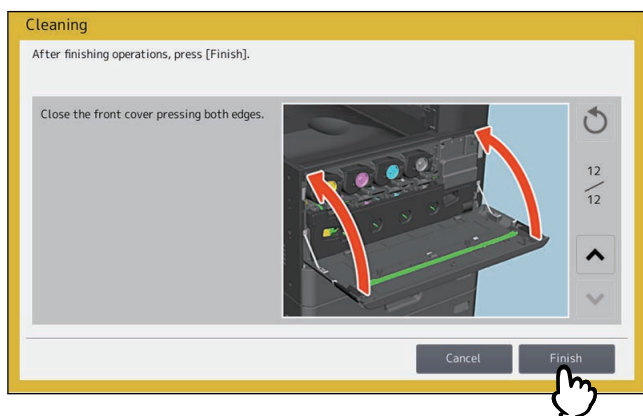 Cleaning
After finishing operations, press [Finish].
Close the front cover pressing both edges.
12
12
Cancel
Finish